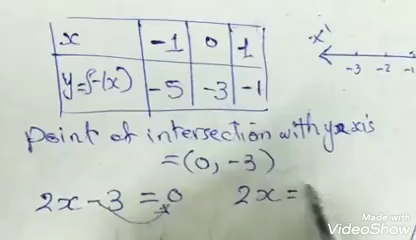 x -1 0 1
y=f(x) -5 -3 -1
-x'
-3 -2 -1
Point of intersection with y axis
=(0, -3)
2x-3=0 2x=
Made With
VideoShow